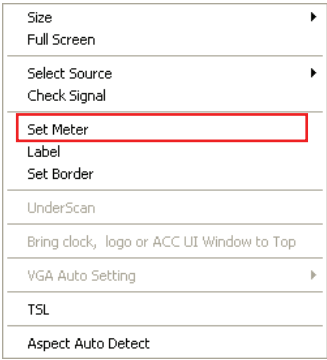 Size
Full Screen
Select Source
Check Signal
Set Meter
Label
Set Border
UnderScan
Bring clock, logo or ACC UI Window to Top
VGA Auto Setting
TSL
Aspect Auto Detect